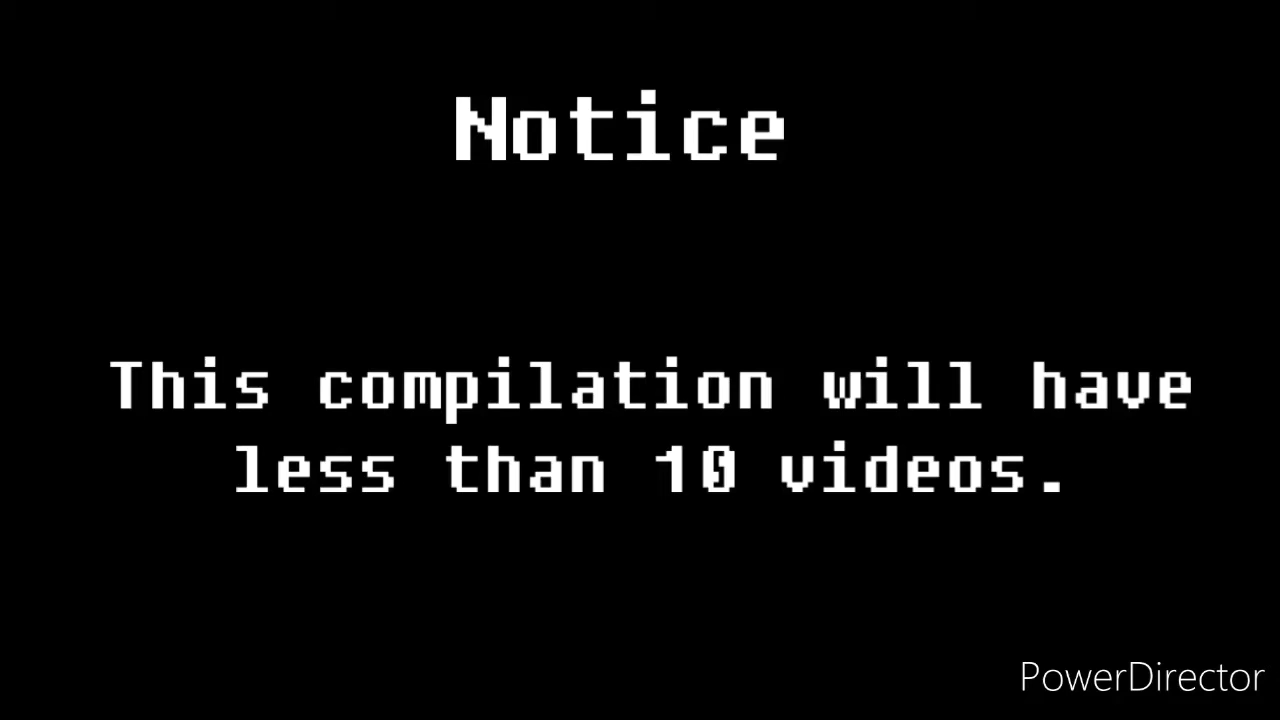 Notice
This compilation will have
less than 10 videos.
PowerDirector